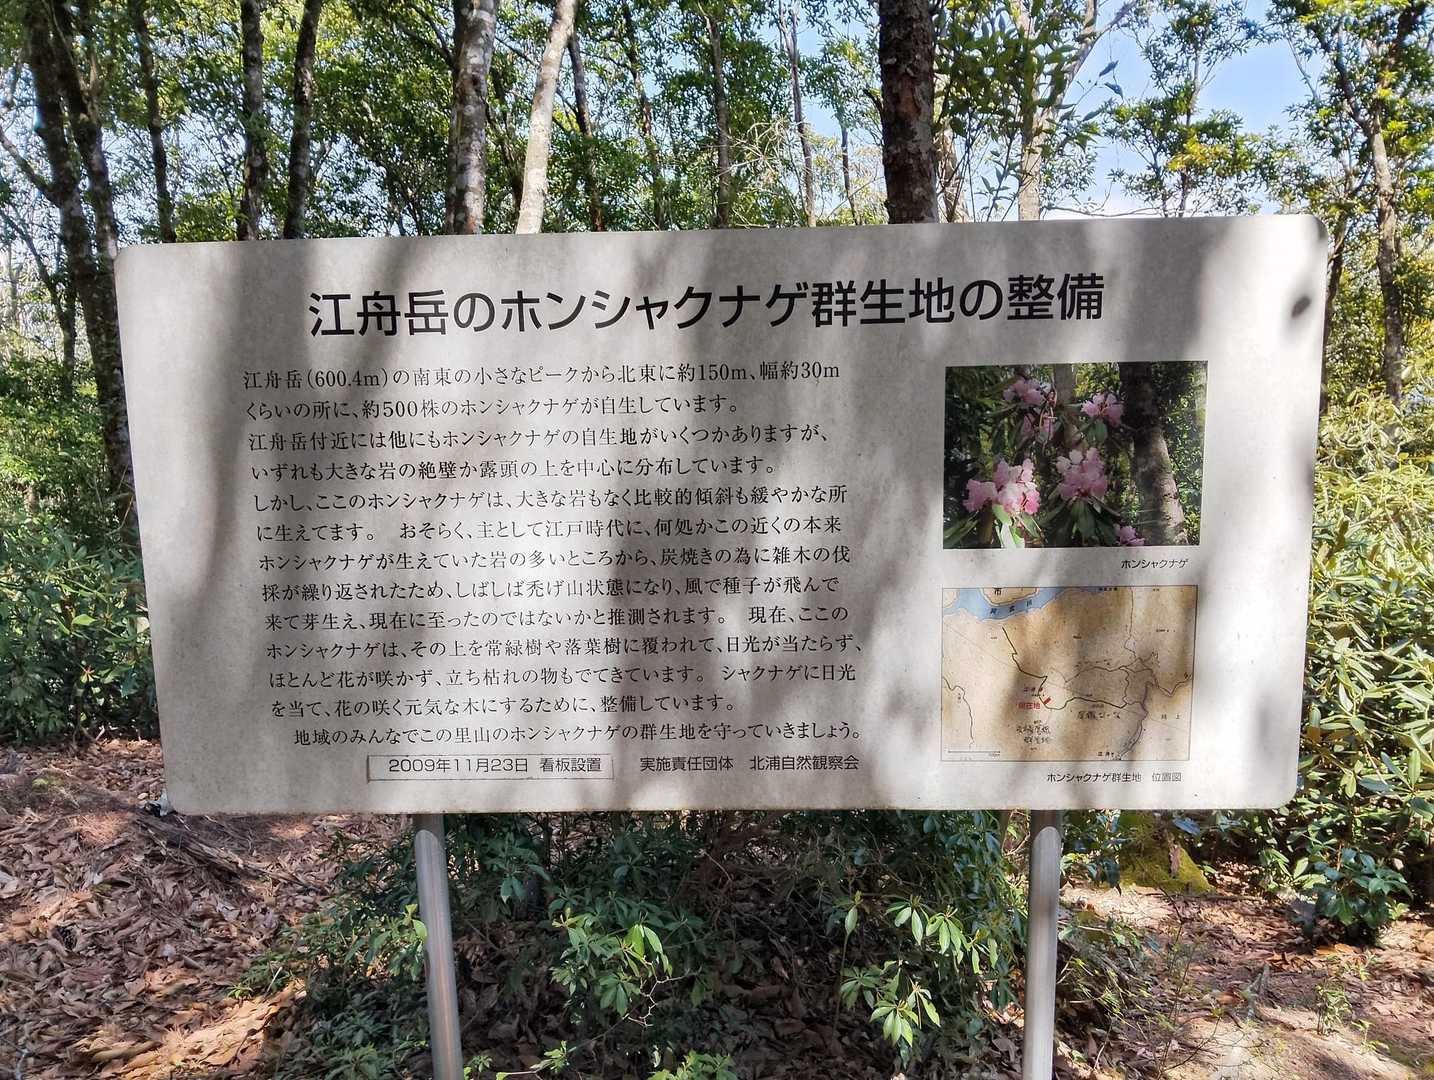 江舟岳のホンシャクナゲ群生地の整備
江舟岳(600.4m)の南東の小さなピークから北東に約150m、幅約30m
くらいの所に、約500株のホンシャクナゲが自生しています。
江舟岳付近には他にもホンシャクナゲの自生地がいくつかありますが、
いずれも大きな岩の絶壁か露頭の上を中心に分布しています。
しかし、ここのホンシャクナゲは、大きな岩もなく比較的傾斜も緩やかな所
に生えてます。 おそらく、主として江戸時代に、何処かこの近くの本来
ホンシャクナゲが生えていた岩の多いところから、炭焼きの為に雑木の伐
採が繰り返されたため、しばしば禿げ山状態になり、風で種子が飛んで
来て芽生え、現在に至ったのではないかと推測されます。 現在、ここの
ホンシャクナゲは、その上を常緑樹や落葉樹に覆われて、日光が当たらず、
ほとんど花が咲かず、立ち枯れの物もでてきています。 シャクナゲに日光
を当て、花の咲く元気な木にするために、整備しています。
地域のみんなでこの里山のホンシャクナゲの群生地を守っていきましょう。
2009年11月23日 看板設置 実施責任団体 北浦自然観察会
ホンシャクナゲ
市
現在地
群生地
ホンシャクナゲ群生地 位置図